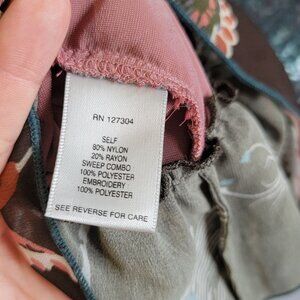 RN 127304
SELF
80% NYLON
20% RAYON
SWEEP COMBO
100% POLYESTER
EMBROIDERY
100% POLYESTER
SEE REVERSE FOR CARE